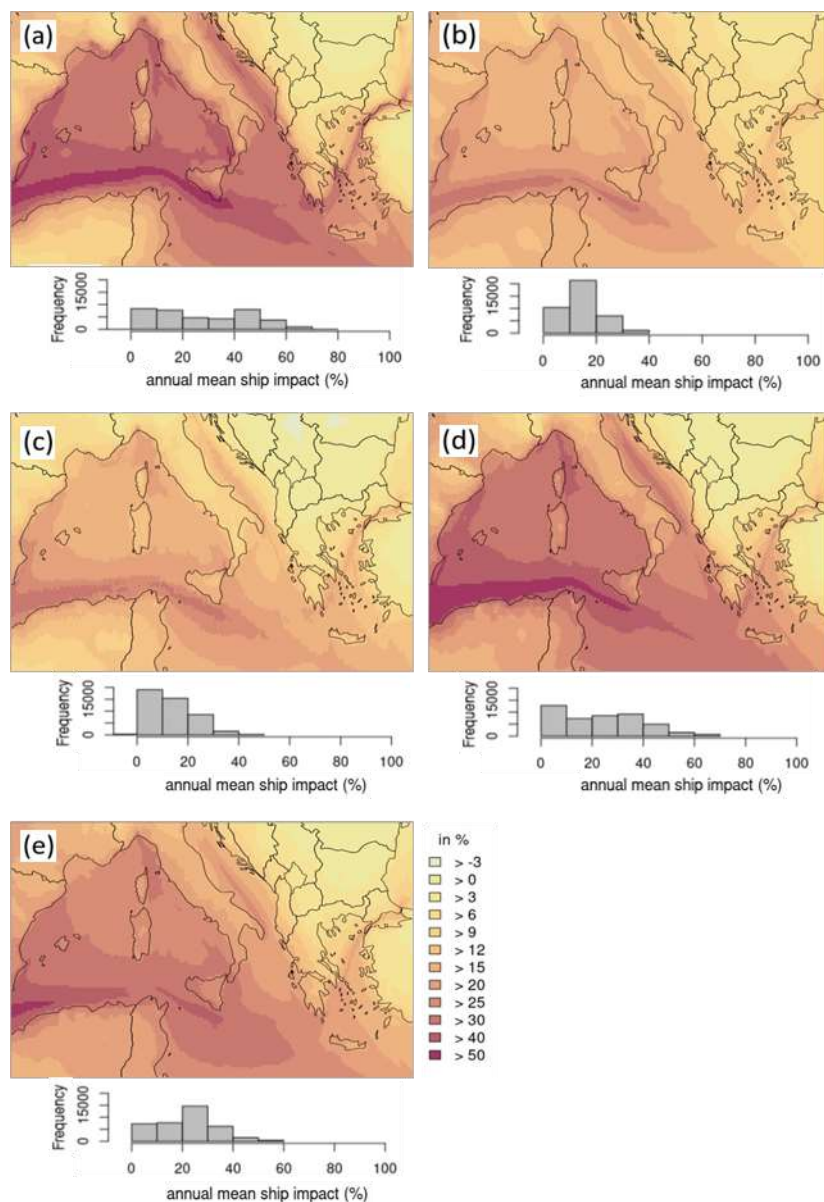 (a)
(b)
Frequency
0 15000
0 20 40 60 80 100
annual mean ship impact (%)
Frequency
0 15000
0 20 40 60 80 100
annual mean ship impact (%)
(c)
(d)
Frequency
0 15000
0 20 40 60 80 100
annual mean ship impact (%)
Frequency
0 15000
0 20 40 60 80 100
annual mean ship impact (%)
(e)
in %
> -3
> 0
> 3
> 6
> 9
> 12
> 15
> 20
> 25
> 30
> 40
> 50
Frequency
0 15000
0 20 40 60 80 100
annual mean ship impact (%)